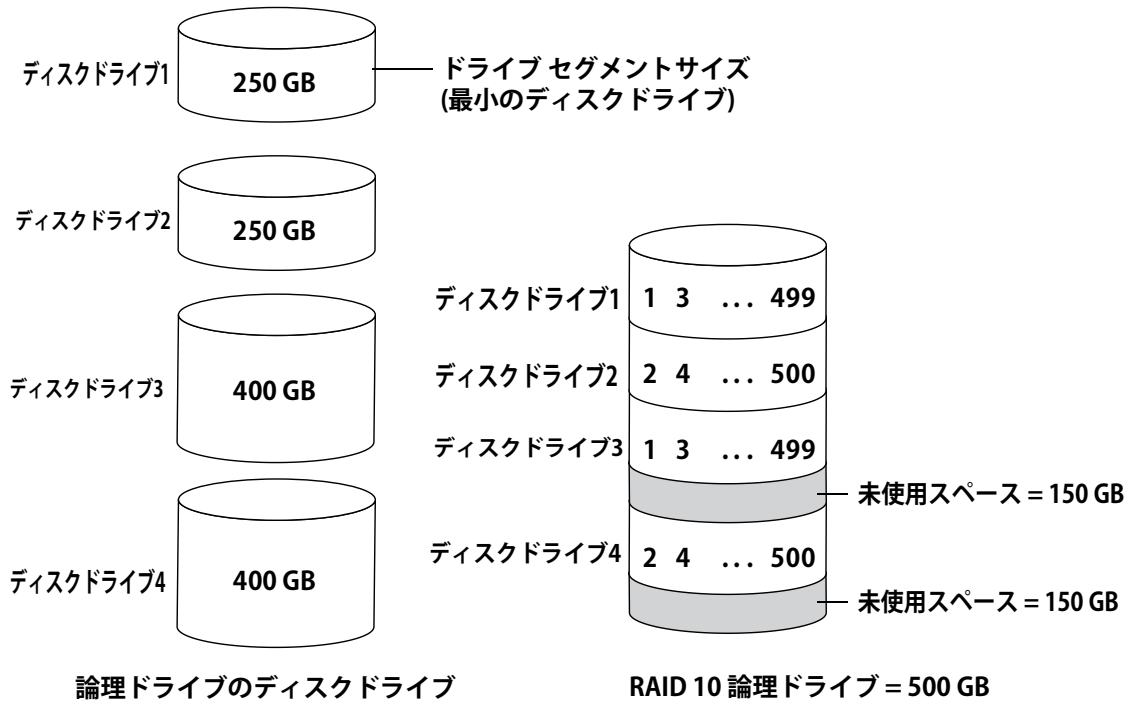 ディスクドライブ1
250 GB
ドライブ セグメントサイズ
(最小のディスクドライブ)
ディスクドライブ2
250 GB
ディスクドライブ3
400 GB
ディスクドライブ4
400 GB
論理ドライブのディスクドライブ
ディスクドライブ1 1 3 ... 499
ディスクドライブ2 2 4 ... 500
ディスクドライブ3 1 3 ... 499
未使用スペース = 150 GB
ディスクドライブ4 2 4 ... 500
未使用スペース = 150 GB
RAID 10 論理ドライブ = 500 GB